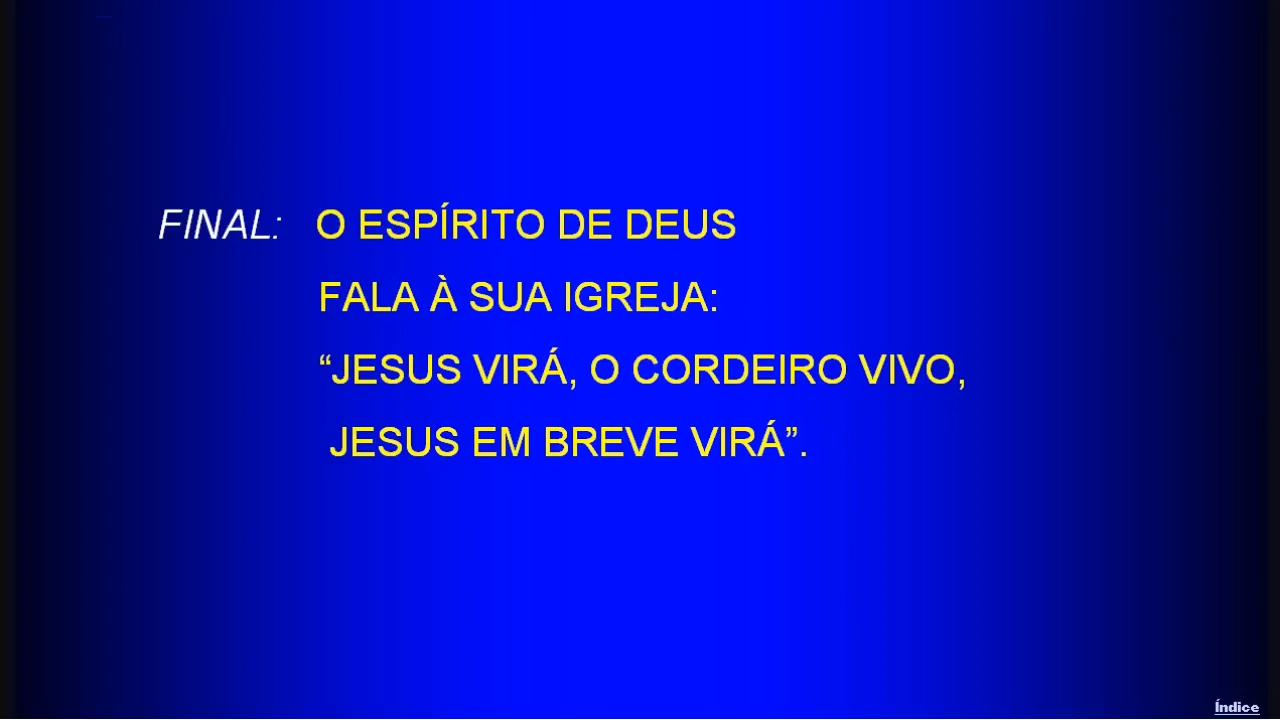 FINAL: O ESPÍRITO DE DEUS
FALA À SUA IGREJA:
“JESUS VIRÁ, O CORDEIRO VIVO,
JESUS EM BREVE VIRÁ”.
Índice